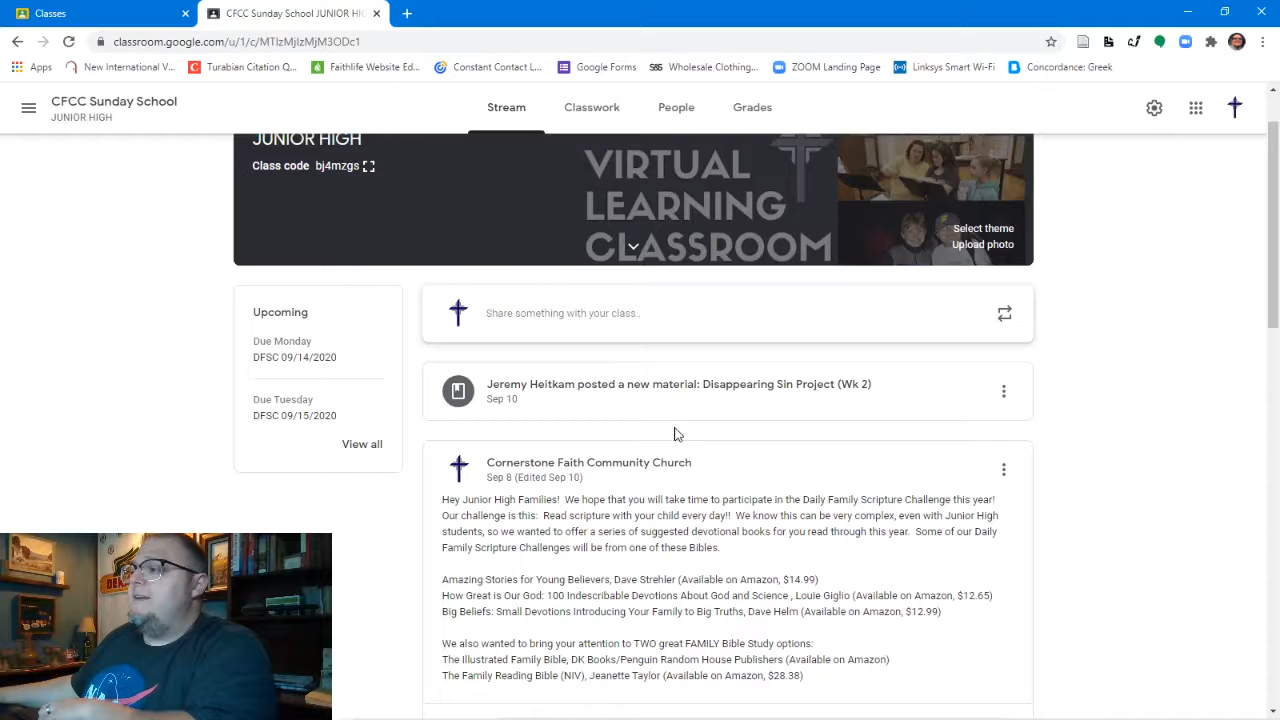 Classes
CFCC Sunday School JUNIOR HIG
classroom.google.com/u/1/c/MTIzMjIzMjM3ODc1
Apps New International V... Turabian Citation Q... Faithlife Website Ed... Constant Contact L... Google Forms S&S Wholesale Clothing... ZOOM Landing Page Linksys Smart Wi-Fi Concordance: Greek
CFCC Sunday School
JUNIOR HIGH
Stream Classwork People Grades
JUNIOR HIGH
Class code bj4mzgs
VIRTUAL
LEARNING
CLASSROOM
Select theme
Upload photo
Upcoming
Due Monday
DFSC 09/14/2020
Due Tuesday
DFSC 09/15/2020
View all
Share something with your class..
Jeremy Heitkam posted a new material: Disappearing Sin Project (Wk 2)
Sep 10
Cornerstone Faith Community Church
Sep 8 (Edited Sep 10)
Hey Junior High Families! We hope that you will take time to participate in the Daily Family Scripture Challenge this year!
Our challenge is this: Read scripture with your child every day!! We know this can be very complex, even with Junior High
students, so we wanted to offer a series of suggested devotional books for you read through this year. Some of our Daily
Family Scripture Challenges will be from one of these Bibles.
Amazing Stories for Young Believers, Dave Strehler (Available on Amazon, $14.99)
How Great is Our God: 100 Indescribable Devotions About God and Science , Louie Giglio (Available on Amazon, $12.65)
Big Beliefs: Small Devotions Introducing Your Family to Big Truths, Dave Helm (Available on Amazon, $12.99)
We also wanted to bring your attention to TWO great FAMILY Bible Study options:
The Illustrated Family Bible, DK Books/Penguin Random House Publishers (Available on Amazon)
The Family Reading Bible (NIV), Jeanette Taylor (Available on Amazon, $28.38)